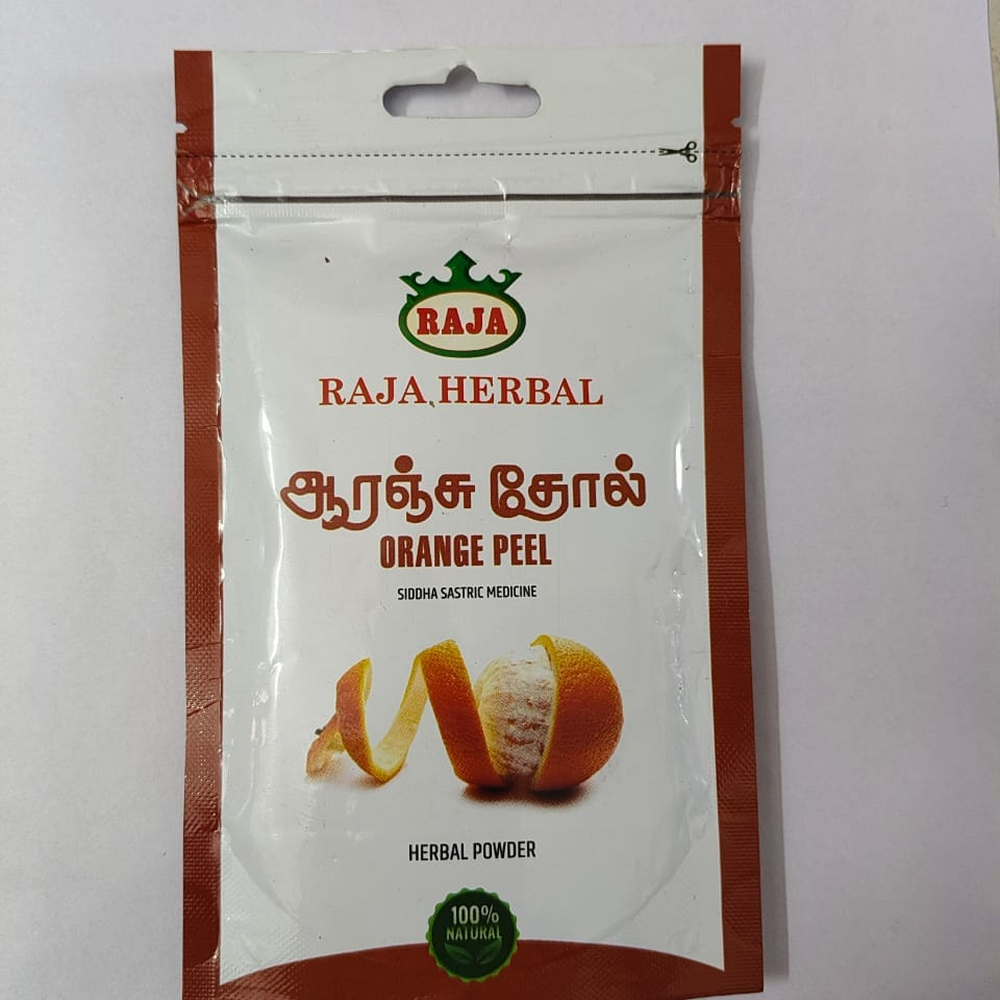 RAJA
RAJA HERBAL
ஆரஞ்சு தோல்
ORANGE PEEL
SIDDHA SASTRIC MEDICINE
HERBAL POWDER
100%
NATURAL